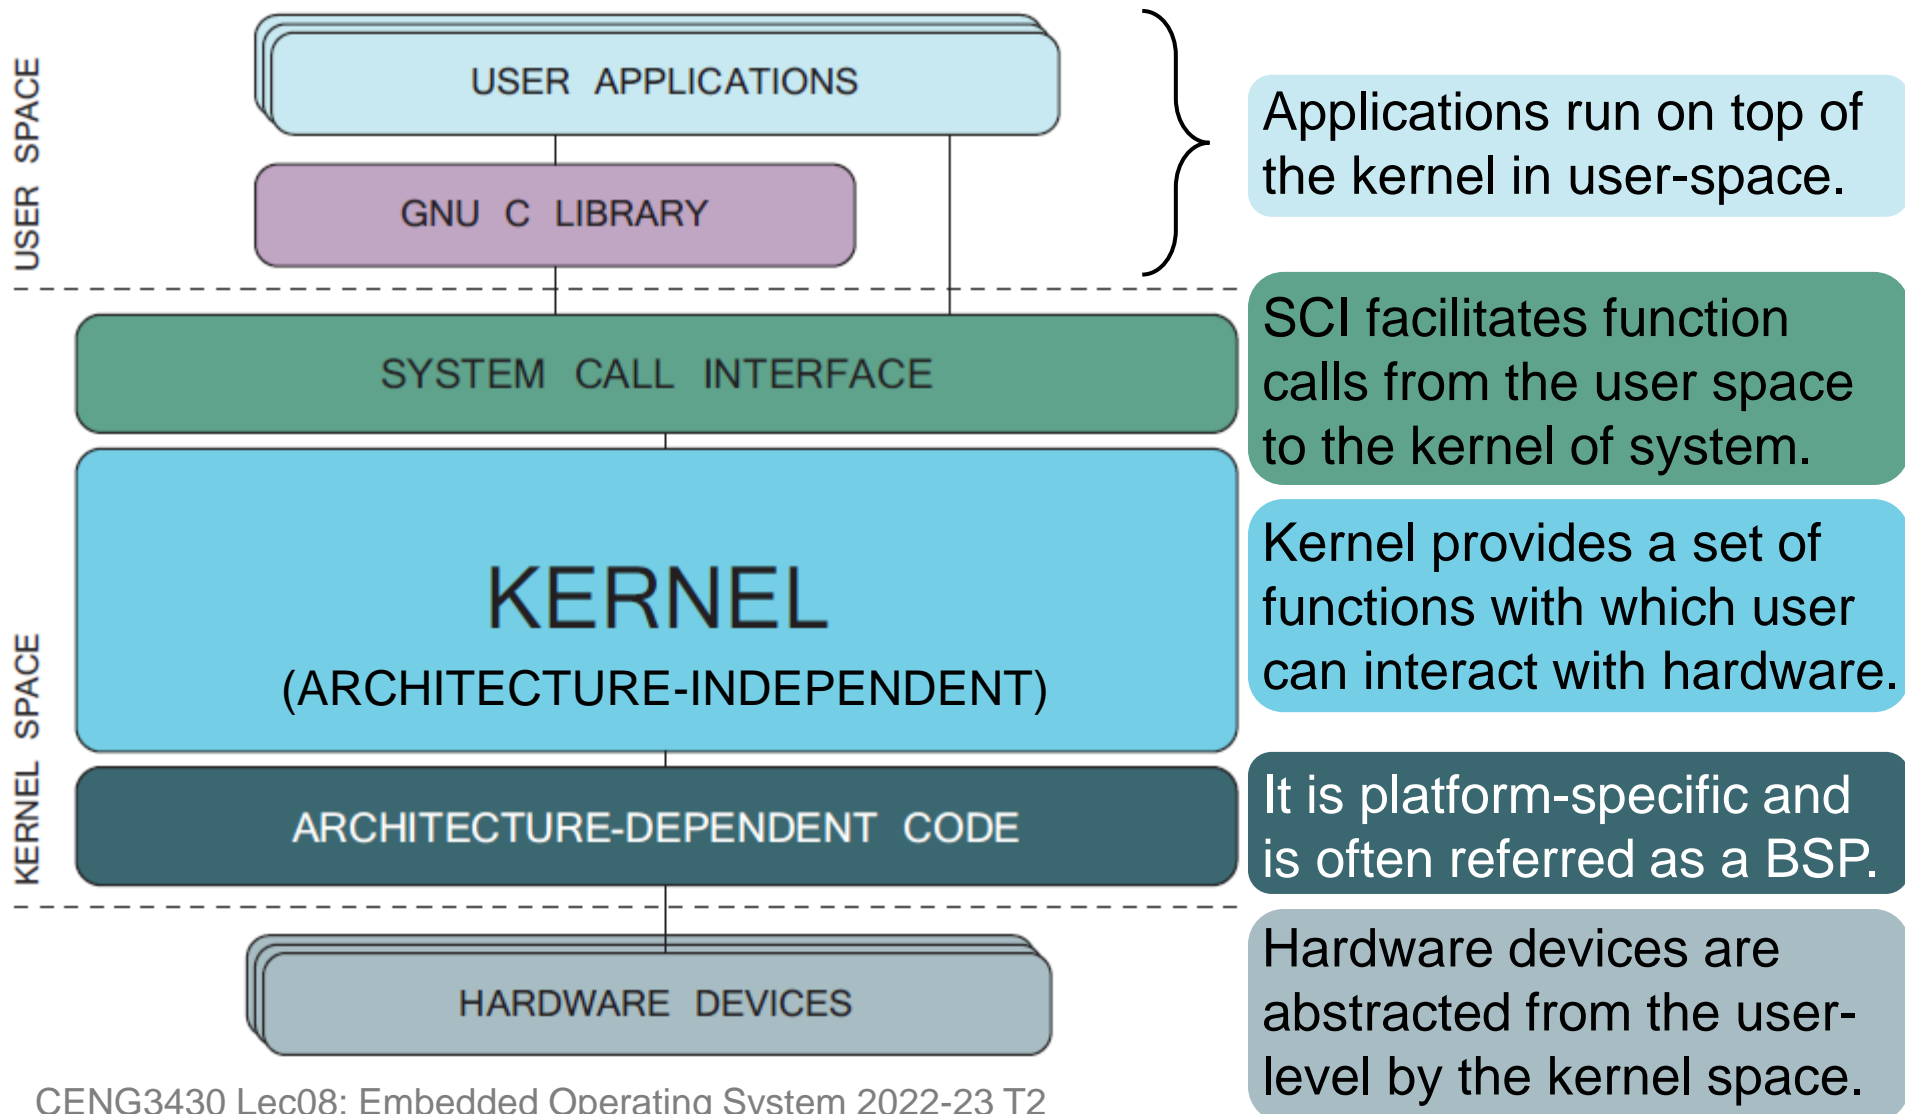 USER SPACE
USER APPLICATIONS
GNU C LIBRARY
Applications run on top of
the kernel in user-space.
SYSTEM CALL INTERFACE
SCI facilitates function
calls from the user space
to the kernel of system.
KERNEL SPACE
KERNEL
(ARCHITECTURE-INDEPENDENT)
Kernel provides a set of
functions with which user
can interact with hardware.
ARCHITECTURE-DEPENDENT CODE
It is platform-specific and
is often referred as a BSP.
HARDWARE DEVICES
Hardware devices are
abstracted from the user-
level by the kernel space.
CENG3430 Lec08: Embedded Operating System 2022-23 T2